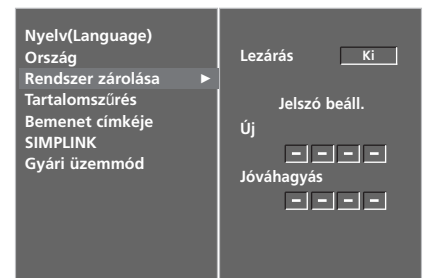 Nyelv(Language)
Ország
Rendszer zárolása ►
Tartalomszűrés
Bemenet címkéje
SIMPLINK
Gyári üzemmód
Lezárás Ki
Jelszó beáll.
Új
– – – –
Jóváhagyás
– – – –